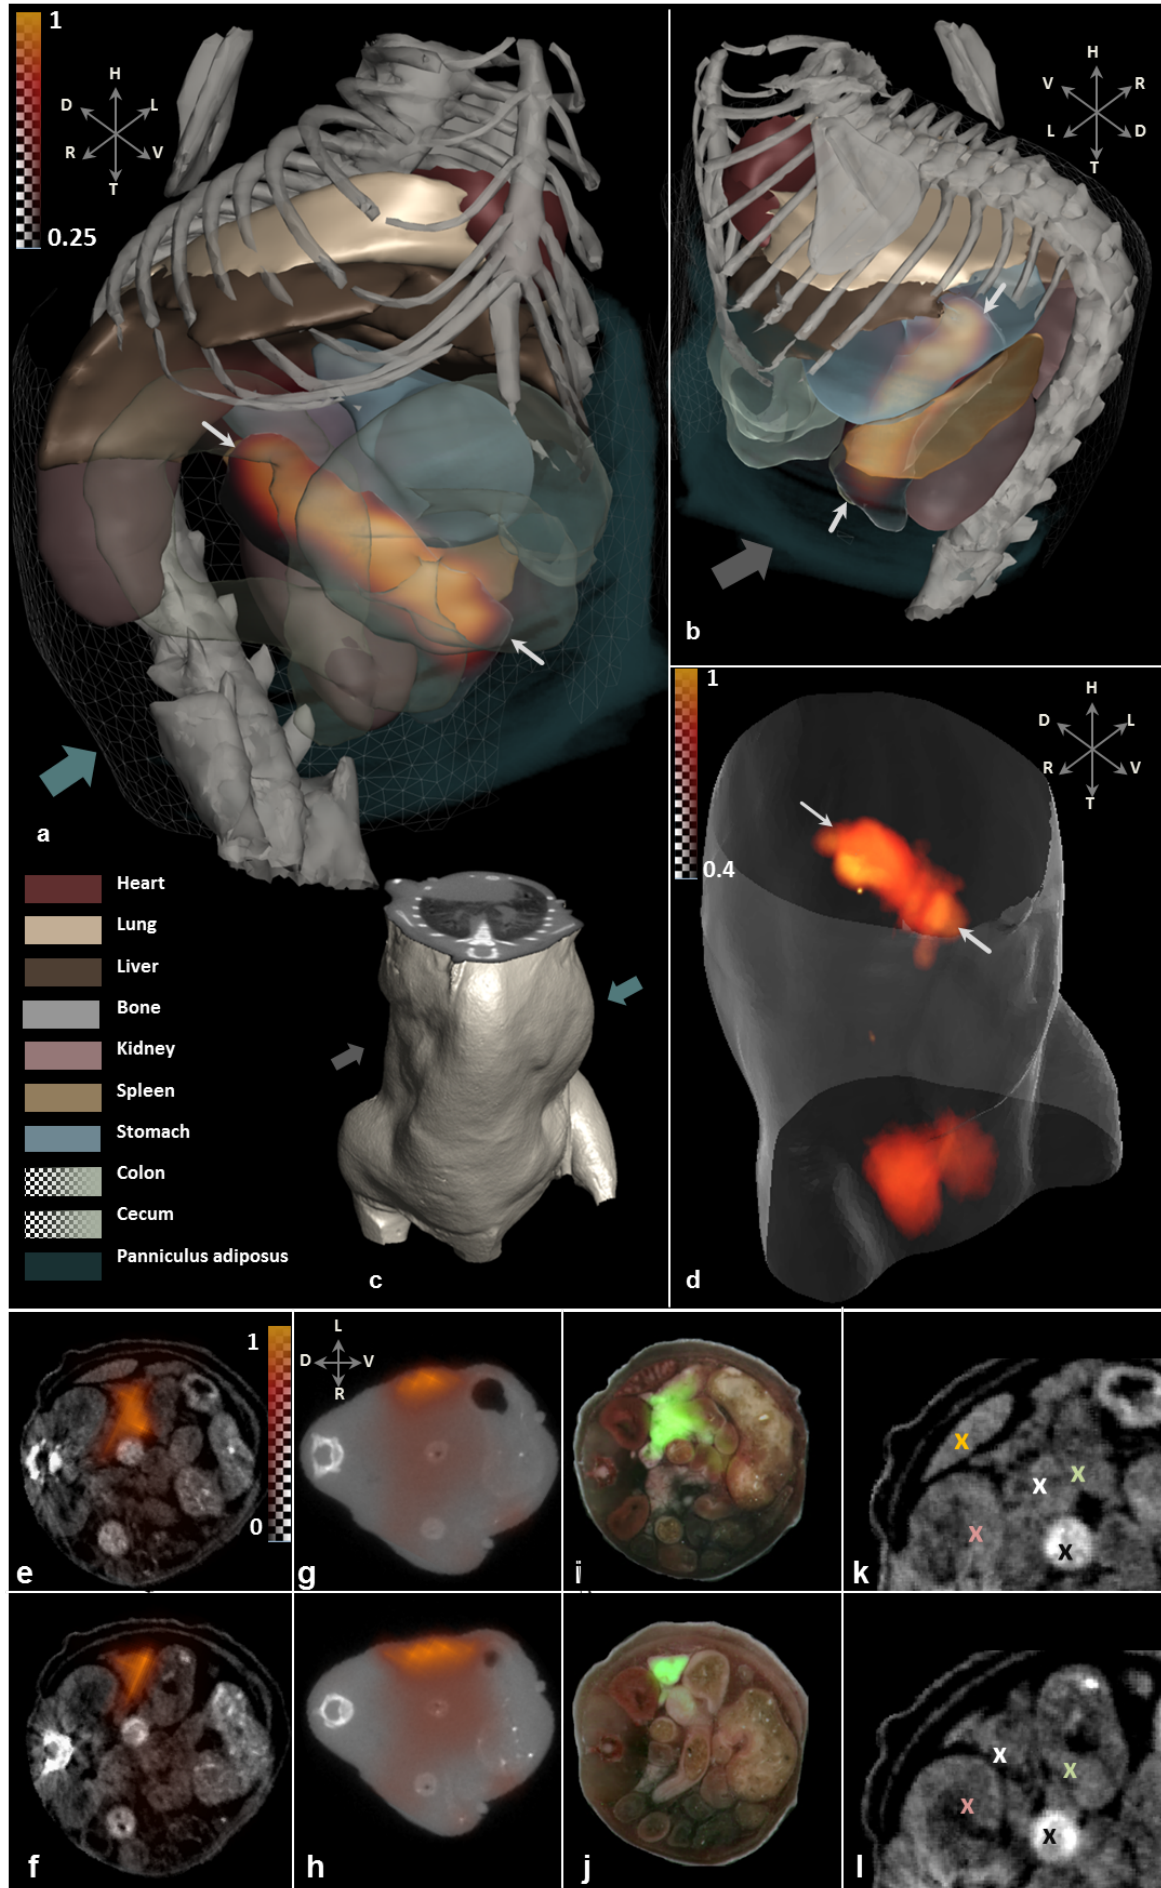 1
H
D L
R V
T
0.25
a
H
V R
L D
T
b
Heart
Lung
Liver
Bone
Kidney
Spleen
Stomach
Colon
Cecum
Panniculus adiposus
c
1
H
D L
R V
T
0.4
d
1
0
e
L
D V
R
g
i
x
x x
x
x
k
f
h
j
x
x
x
x
l